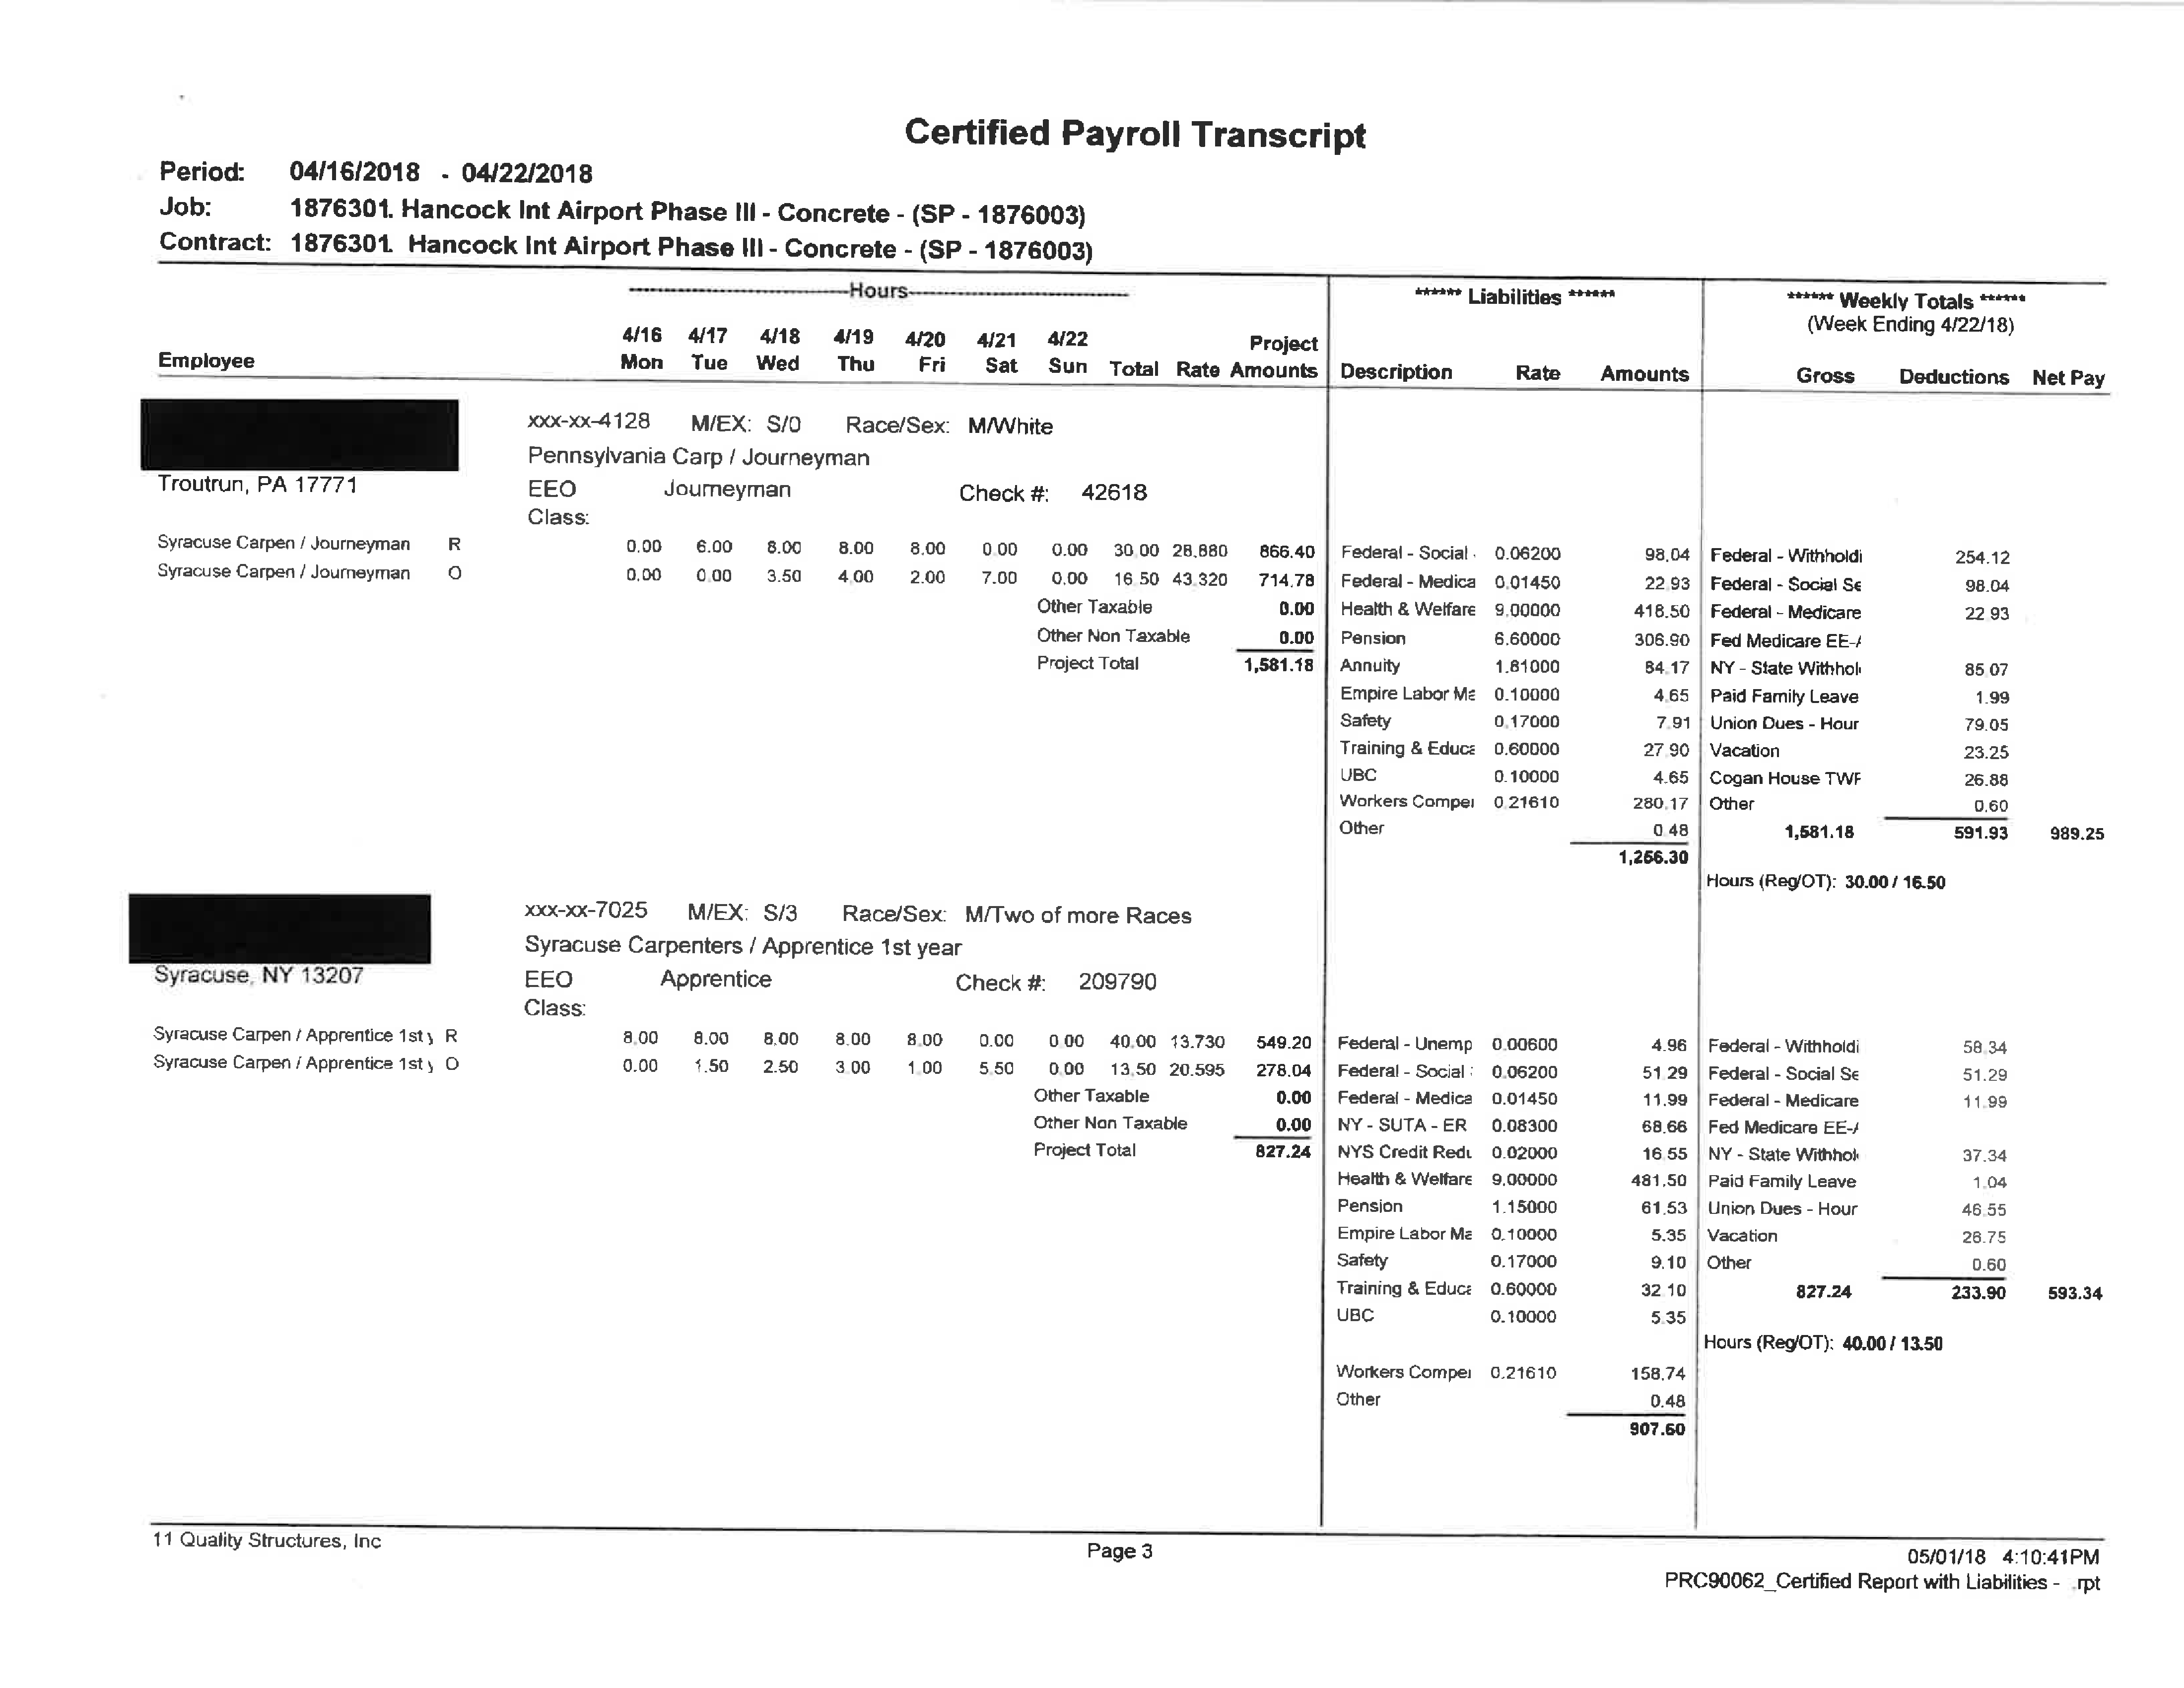 Certified Payroll Transcript
Period: 04/16/2018 - 04/22/2018
Job: 1876301. Hancock Int Airport Phase III - Concrete - (SP - 1876003)
Contract: 1876301. Hancock Int Airport Phase III - Concrete - (SP - 1876003)
Hours
****** Liabilities ******
****** Weekly Totals ******
(Week Ending 4/22/18)
4/16 4/17 4/18 4/19 4/20 4/21 4/22 Project
Employee Mon Tue Wed Thu Fri Sat Sun Total Rate Amounts Description Rate Amounts Gross Deductions Net Pay
xxx-xx-4128 M/EX: S/0 Race/Sex: M/White
Pennsylvania Carp / Journeyman
Troutrun, PA 17771 EEO Journeyman Check #: 42618
Class:
Syracuse Carpen / Journeyman R 0.00 6.00 8.00 8.00 8.00 0.00 0.00 30.00 28.880 866.40 Federal - Social 0.06200 98.04 Federal - Withholdi 254.12
Syracuse Carpen / Journeyman O 0.00 0.00 3.50 4.00 2.00 7.00 0.00 16.50 43.320 714.78 Federal - Medica 0.01450 22.93 Federal - Social Se 98.04
Other Taxable 0.00 Health & Welfare 9.00000 418.50 Federal - Medicare 22.93
Other Non Taxable 0.00 Pension 6.60000 306.90 Fed Medicare EE-A
Project Total 1,581.18 Annuity 1.81000 84.17 NY - State Withhol 85.07
Empire Labor Ma 0.10000 4.65 Paid Family Leave 1.99
Safety 0.17000 7.91 Union Dues - Hour 79.05
Training & Educa 0.60000 27.90 Vacation 23.25
UBC 0.10000 4.65 Cogan House TWP 26.88
Workers Compe 0.21610 280.17 Other 0.60
Other 0.48 1,581.18 591.93 989.25
1,256.30
Hours (Reg/OT): 30.00 / 16.50
xxx-xx-7025 M/EX: S/3 Race/Sex: M/Two of more Races
Syracuse Carpenters / Apprentice 1st year
Syracuse, NY 13207 EEO Apprentice Check #: 209790
Class:
Syracuse Carpen / Apprentice 1st y R 8.00 8.00 8.00 8.00 8.00 0.00 0.00 40.00 13.730 549.20 Federal - Unemp 0.00600 4.96 Federal - Withholdi 58.34
Syracuse Carpen / Apprentice 1st y O 0.00 1.50 2.50 3.00 1.00 5.50 0.00 13.50 20.595 278.04 Federal - Social 0.06200 51.29 Federal - Social Se 51.29
Other Taxable 0.00 Federal - Medica 0.01450 11.99 Federal - Medicare 11.99
Other Non Taxable 0.00 NY - SUTA - ER 0.08300 68.66 Fed Medicare EE-A
Project Total 827.24 NYS Credit Redu 0.02000 16.55 NY - State Withhol 37.34
Health & Welfare 9.00000 481.50 Paid Family Leave 1.04
Pension 1.15000 61.53 Union Dues - Hour 46.55
Empire Labor Ma 0.10000 5.35 Vacation 26.75
Safety 0.17000 9.10 Other 0.60
Training & Educa 0.60000 32.10 827.24 233.90 593.34
UBC 0.10000 5.35
Hours (Reg/OT): 40.00 / 13.50
Workers Compe 0.21610 158.74
Other 0.48
907.60
11 Quality Structures, Inc Page 3 05/01/18 4:10:41PM
PRC90062_Certified Report with Liabilities - .rpt